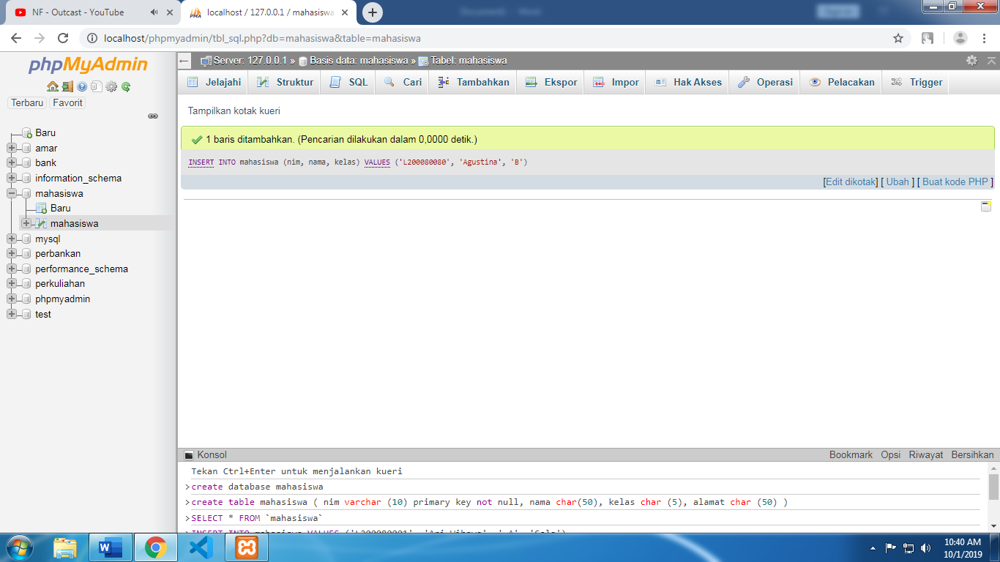 NF - Outcast - YouTube
localhost / 127.0.0.1 / mahasiswa
localhost/phpmyadmin/tbl_sql.php?db=mahasiswa&table=mahasiswa
phpMyAdmin
Terbaru Favorit
Baru
amar
bank
information_schema
mahasiswa
Baru
mahasiswa
mysql
perbankan
performance_schema
perkuliahan
phpmyadmin
test
Server: 127.0.0.1 » Basis data: mahasiswa » Tabel: mahasiswa
Jelajahi Struktur SQL Cari Tambahkan Ekspor Impor Hak Akses Operasi Pelacakan Trigger
Tampilkan kotak kueri
1 baris ditambahkan. (Pencarian dilakukan dalam 0,0000 detik.)
INSERT INTO mahasiswa (nim, nama, kelas) VALUES ('L200080080', 'Agustina', 'B')
[Edit dikotak] [ Ubah ] [ Buat kode PHP ]
Konsol Bookmark Opsi Riwayat Bersihkan
Tekan Ctrl+Enter untuk menjalankan kueri
>create database mahasiswa
>create table mahasiswa ( nim varchar (10) primary key not null, nama char(50), kelas char (5), alamat char (50) )
>SELECT * FROM `mahasiswa`
>INSERT INTO mahasiswa VALUES ('L200080001',
10:40 AM
10/1/2019